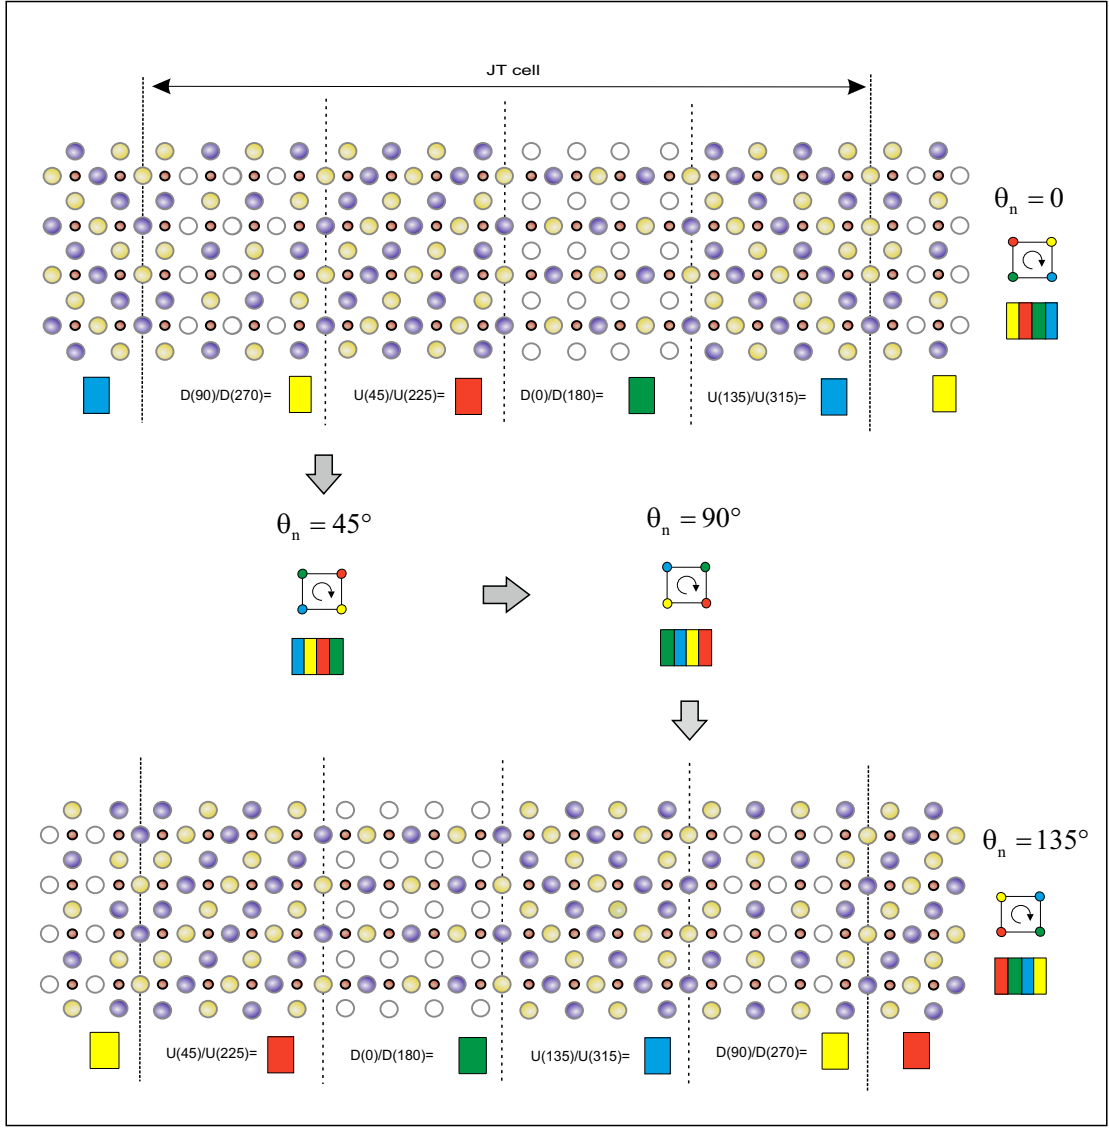 JT cell
θn = 0
D(90)/D(270)=
U(45)/U(225)=
D(0)/D(180)=
U(135)/U(315)=
θn = 45°
θn = 90°
θn = 135°
U(45)/U(225)=
D(0)/D(180)=
U(135)/U(315)=
D(90)/D(270)=